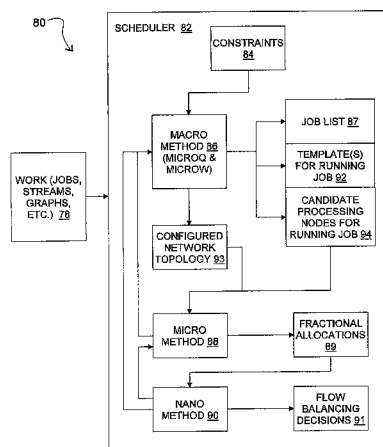 80
SCHEDULER 82
CONSTRAINTS
84
MACRO
METHOD 86
(MICROQ &
MICROW)
JOB LIST 87
TEMPLATE(S)
FOR RUNNING
JOB 92
WORK (JOBS,
STREAMS,
GRAPHS,
ETC.) 78
CONFIGURED
NETWORK
TOPOLOGY 93
CANDIDATE
PROCESSING
NODES FOR
RUNNING JOB 94
MICRO
METHOD 88
FRACTIONAL
ALLOCATIONS
89
NANO
METHOD 90
FLOW
BALANCING
DECISIONS 91